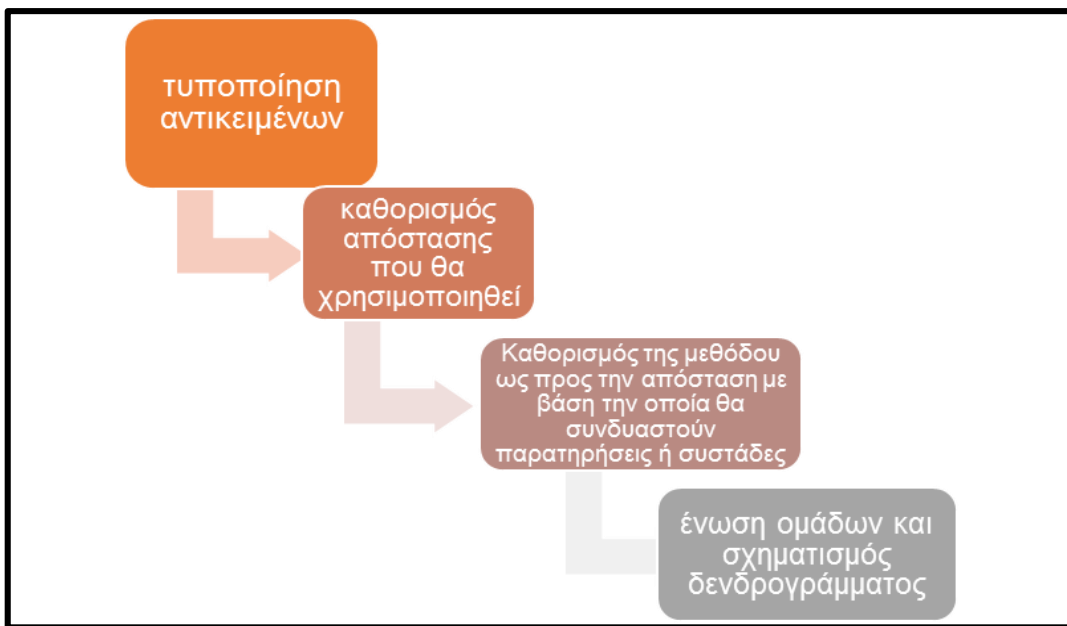 τυποποίηση
αντικειμένων
καθορισμός
απόστασης
που θα
χρησιμοποιηθεί
Καθορισμός της μεθόδου
ως προς την απόσταση με
βάση την οποία θα
συνδυαστούν
παρατηρήσεις ή συστάδες
ένωση ομάδων και
σχηματισμός
δενδρογράμματος